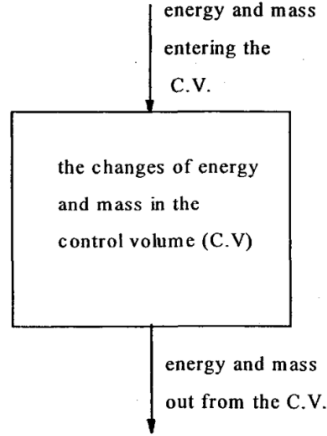 energy and mass
entering the
C.V.
the changes of energy
and mass in the
control volume (C.V)
energy and mass
out from the C.V.